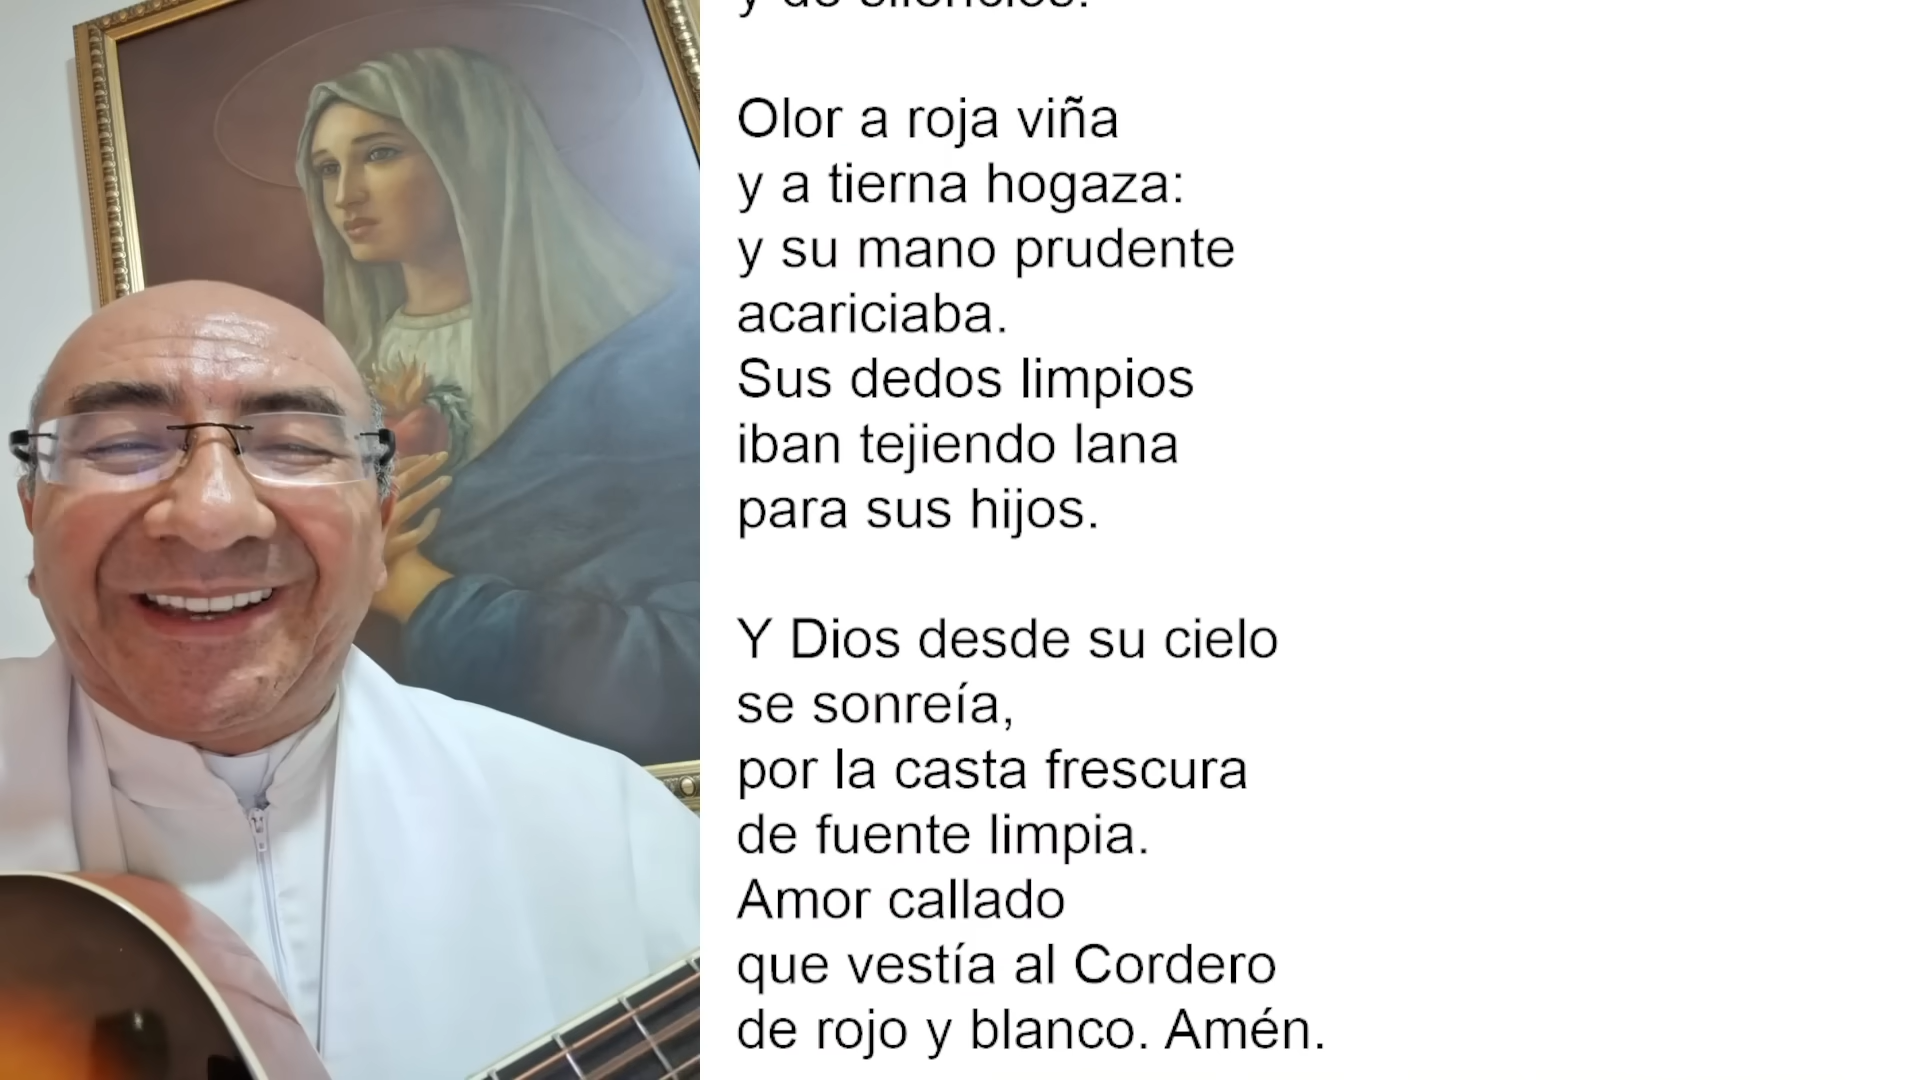 y de silencios.
Olor a roja viña
y a tierna hogaza:
y su mano prudente
acariciaba.
Sus dedos limpios
iban tejiendo lana
para sus hijos.
Y Dios desde su cielo
se sonreía,
por la casta frescura
de fuente limpia.
Amor callado
que vestía al Cordero
de rojo y blanco. Amén.